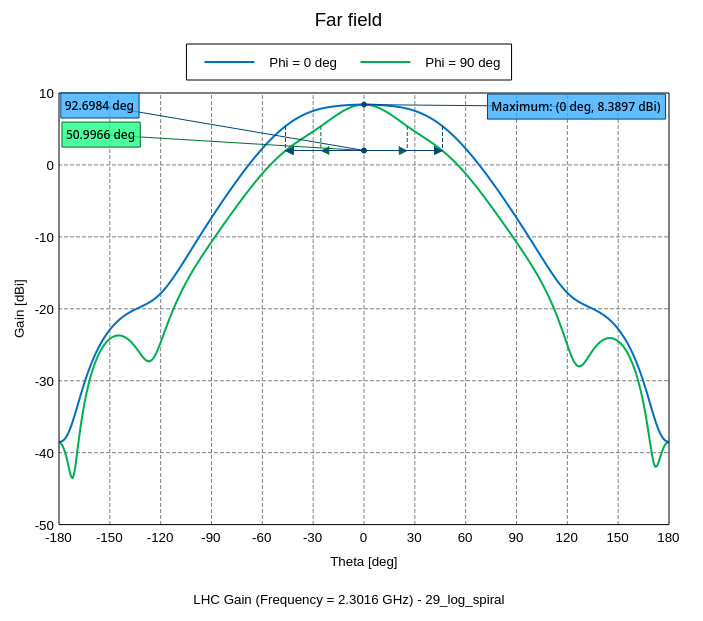 Far field
Phi = 0 deg
Phi = 90 deg
92.6984 deg
50.9966 deg
Maximum: (0 deg, 8.3897 dBi)
10
0
-10
-20
-30
-40
-50
Gain [dBi]
-180 -150 -120 -90 -60 -30 0 30 60 90 120 150 180
Theta [deg]
LHC Gain (Frequency = 2.3016 GHz) - 29_log_spiral